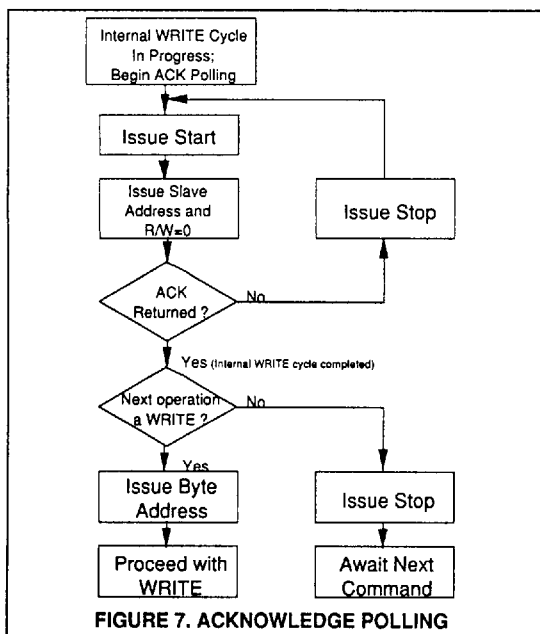 Internal WRITE Cycle
In Progress;
Begin ACK Polling
Issue Start
Issue Slave
Address and
R/W=0
Issue Stop
ACK
Returned ?
No
Yes (Internal WRITE cycle completed)
Next operation
a WRITE ?
No
Yes
Issue Byte
Address
Issue Stop
Proceed with
WRITE
Await Next
Command
FIGURE 7. ACKNOWLEDGE POLLING